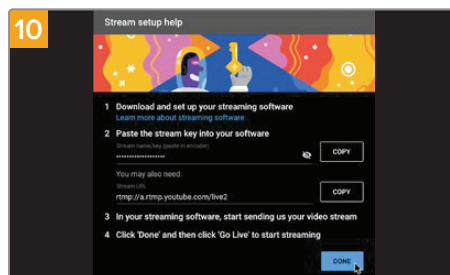 10
Stream setup help
1 Download and set up your streaming software
Learn more about streaming software
2 Paste the stream key into your software
Stream name/key (paste in encoder)
••••••••••••••••••••
COPY
You may also need:
Stream URL
rtmp://a.rtmp.youtube.com/live2
COPY
3 In your streaming software, start sending us your video stream
4 Click 'Done' and then click 'Go Live' to start streaming
DONE